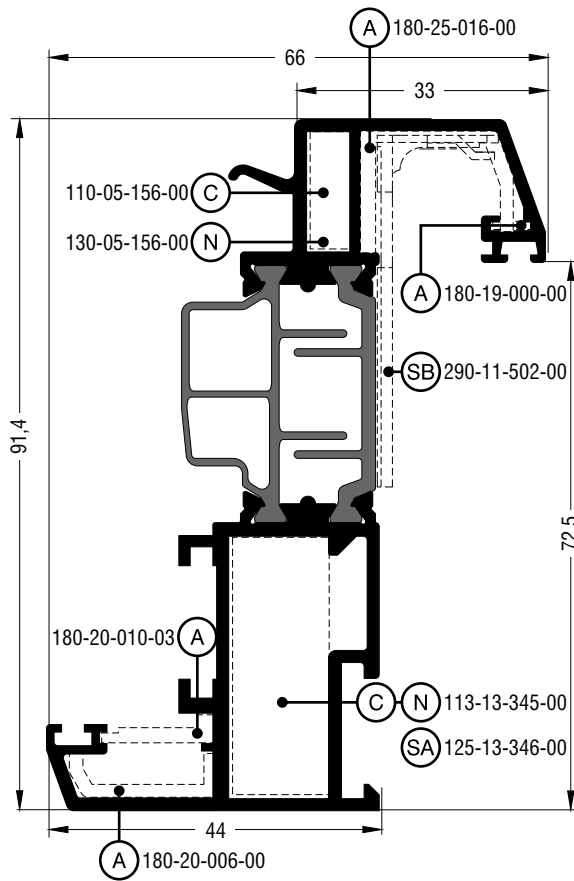 A 180-25-016-00
66
33
110-05-156-00 C
130-05-156-00 N
A 180-19-000-00
SB 290-11-502-00
91,4
72,5
180-20-010-03 A
C N 113-13-345-00
SA 125-13-346-00
44
A 180-20-006-00